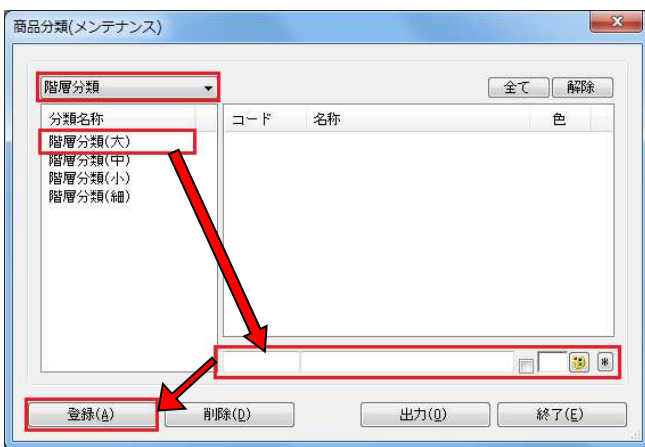 商品分類(メンテナンス)
階層分類
全て 解除
分類名称 コード 名称 色
階層分類(大)
階層分類(中)
階層分類(小)
階層分類(細)
*
登録(A) 削除(D) 出力(O) 終了(E)